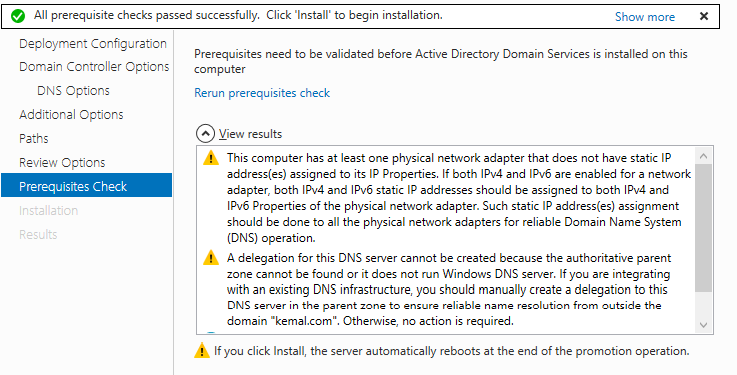 All prerequisite checks passed successfully. Click 'Install' to begin installation.
Show more
Deployment Configuration
Domain Controller Options
DNS Options
Additional Options
Paths
Review Options
Prerequisites Check
Installation
Results
Prerequisites need to be validated before Active Directory Domain Services is installed on this
computer
Rerun prerequisites check
View results
This computer has at least one physical network adapter that does not have static IP
address(es) assigned to its IP Properties. If both IPv4 and IPv6 are enabled for a network
adapter, both IPv4 and IPv6 static IP addresses should be assigned to both IPv4 and
IPv6 Properties of the physical network adapter. Such static IP address(es) assignment
should be done to all the physical network adapters for reliable Domain Name System
(DNS) operation.
A delegation for this DNS server cannot be created because the authoritative parent
zone cannot be found or it does not run Windows DNS server. If you are integrating
with an existing DNS infrastructure, you should manually create a delegation to this
DNS server in the parent zone to ensure reliable name resolution from outside the
domain "kemal.com". Otherwise, no action is required.
If you click Install, the server automatically reboots at the end of the promotion operation.